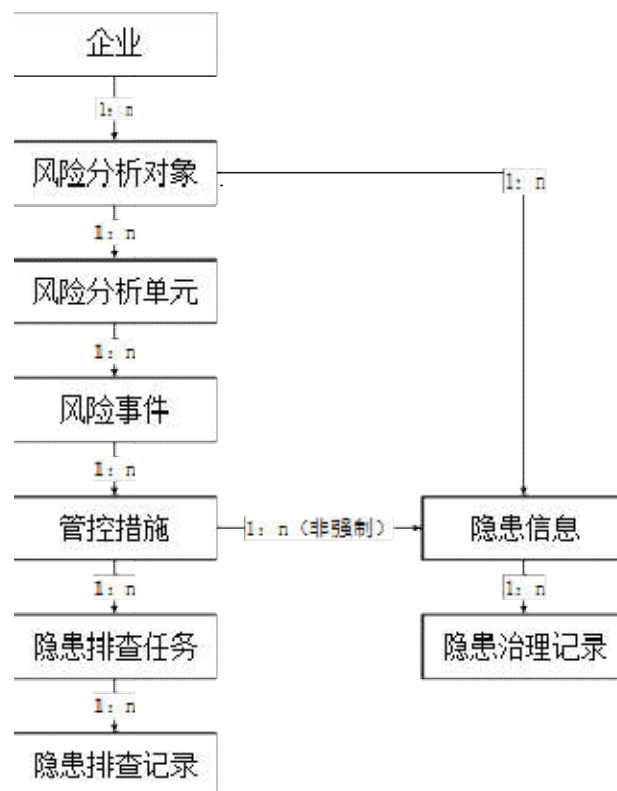 企业
1：n
风险分析对象
1：n
1：n
风险分析单元
1：n
风险事件
1：n
管控措施
1：n（非强制）
隐患信息
1：n
1：n
隐患排查任务
隐患治理记录
1：n
隐患排查记录